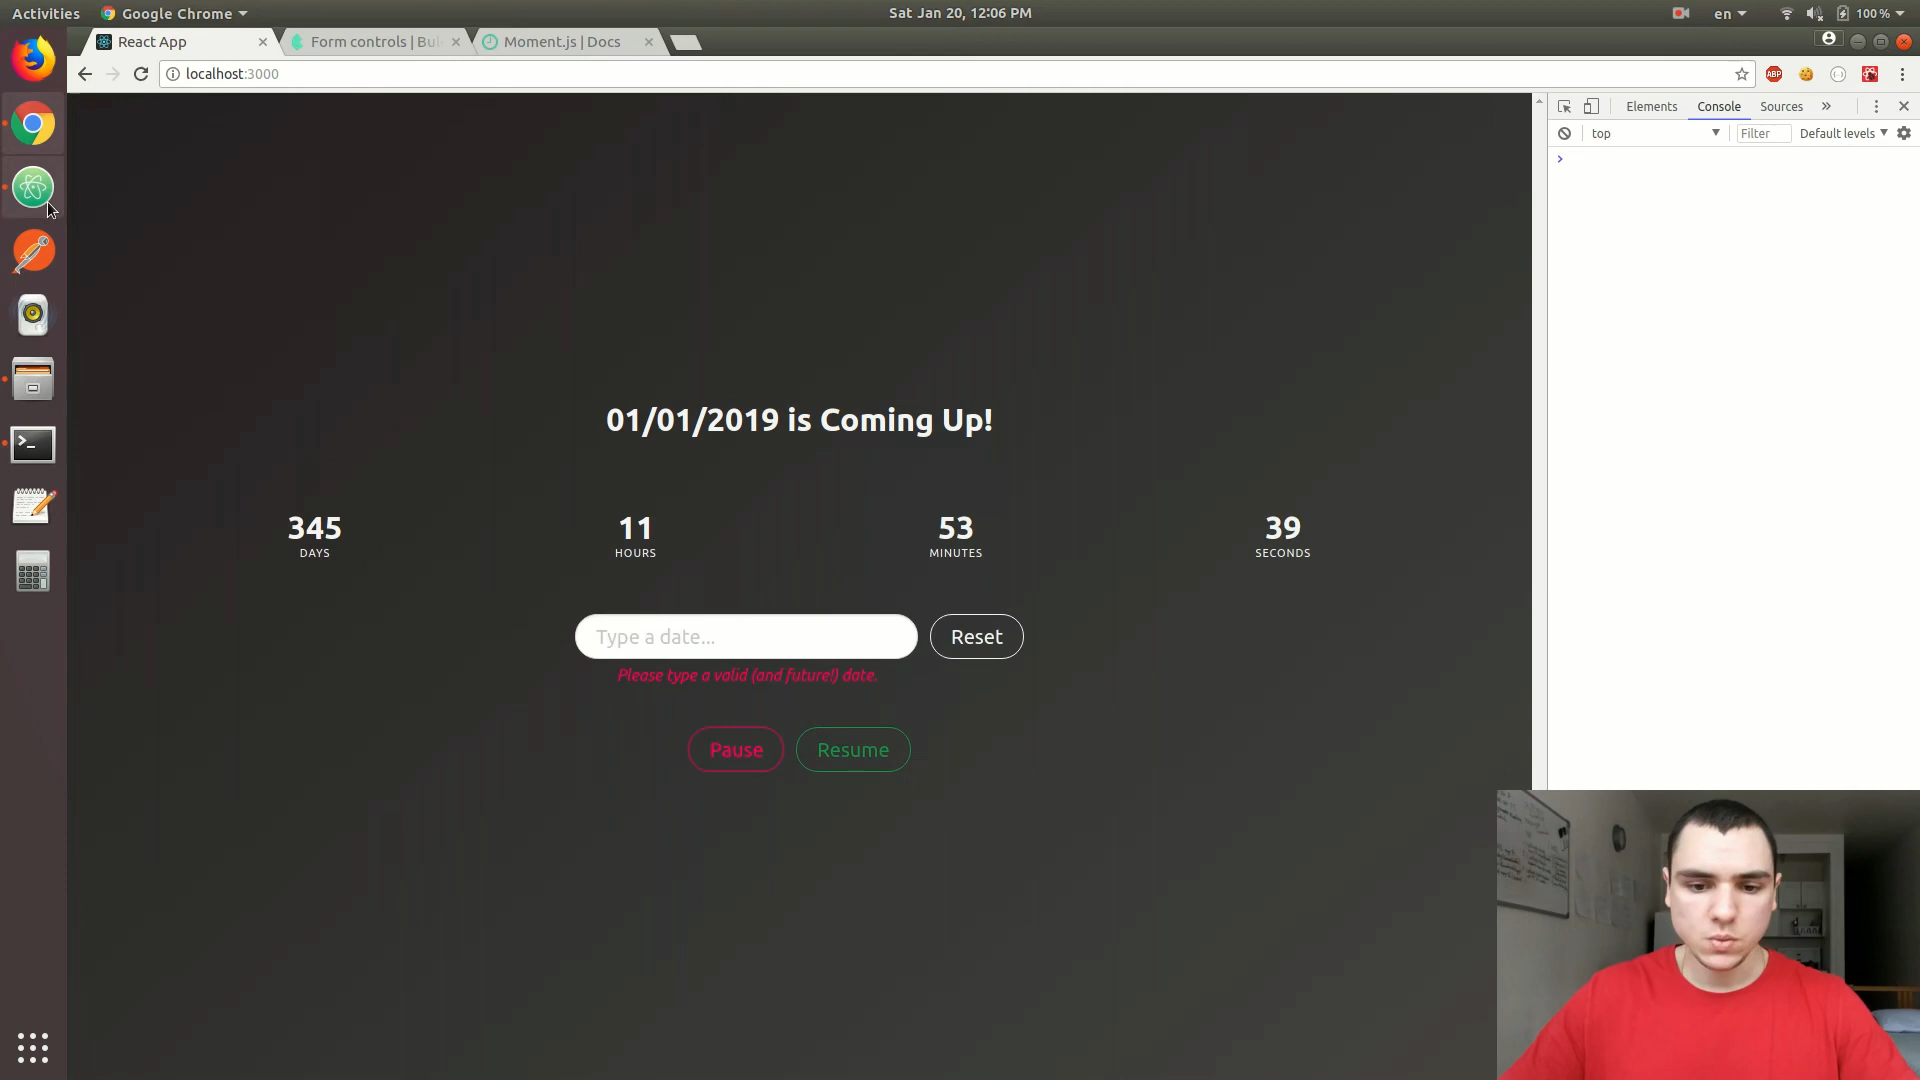 Activities
Google Chrome
Sat Jan 20, 12:06 PM
en
100 %
React App
Form controls | Bul
Moment.js | Docs
localhost:3000
ABP
Elements
Console
Sources
top
Filter
Default levels
01/01/2019 is Coming Up!
345
DAYS
11
HOURS
53
MINUTES
39
SECONDS
Type a date...
Reset
Please type a valid (and future!) date.
Pause
Resume